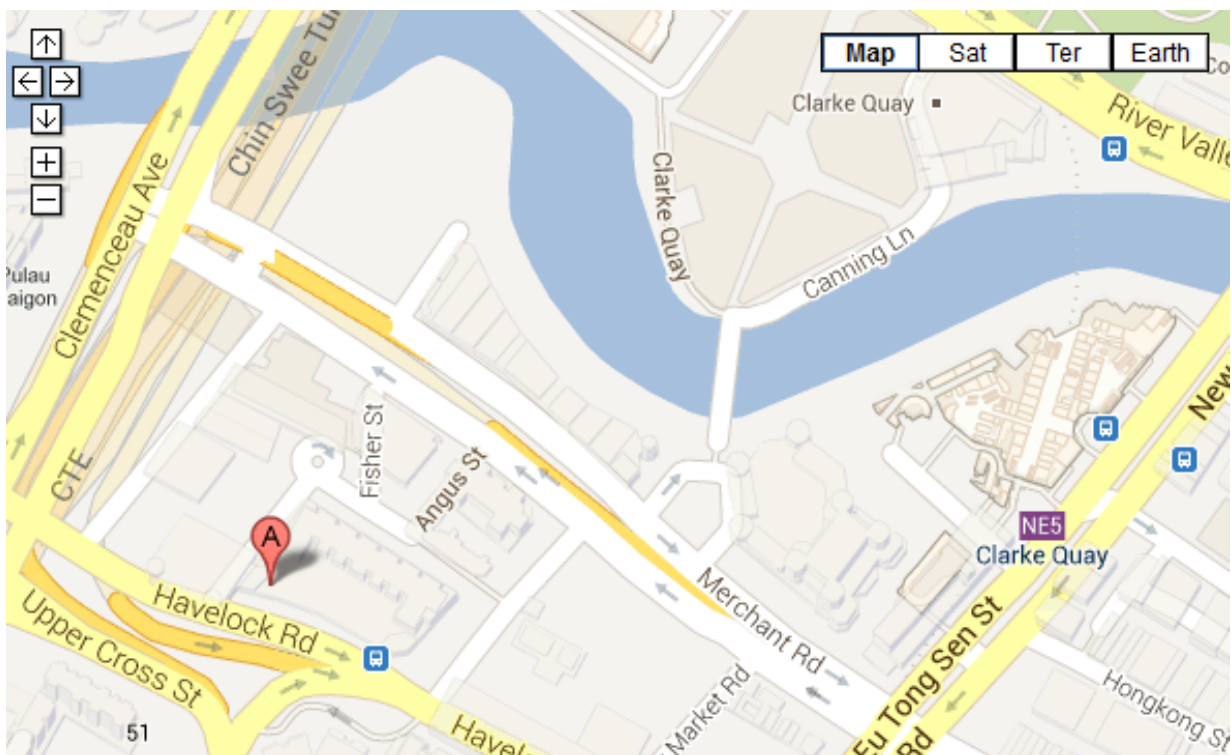 Map
Sat
Ter
Earth
Chin Swee Tu
Clarke Quay
River Valle
Co
Clemenceau Ave
Clarke Quay
Canning Ln
Pulau
aigon
New
CTE
Fisher St
Angus St
A
NE5
Clarke Quay
Havelock Rd
Upper Cross St
Merchant Rd
Eu Tong Sen St
Hongkong St
Market Rd
Havelock
Rd
51